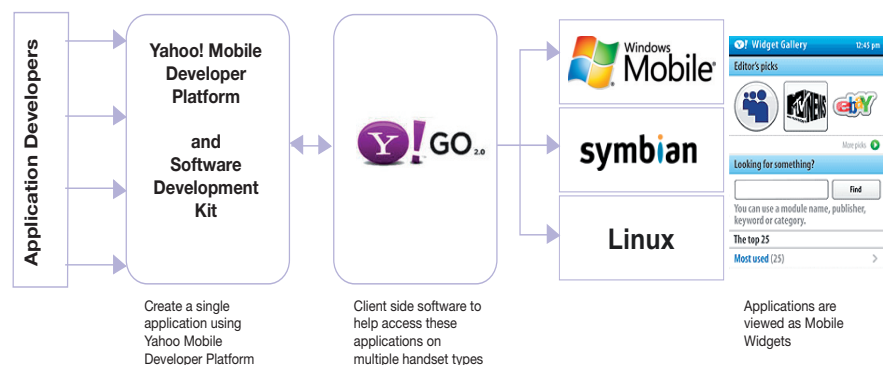 Application Developers
Yahoo! Mobile
Developer
Platform
and
Software
Development
Kit
Create a single
application using
Yahoo Mobile
Developer Platform
Y! GO 2.0
Client side software to
help access these
applications on
multiple handset types
Windows
Mobile
symbian
Linux
Y! Widget Gallery 12:45 pm
Editor's picks
MTV NEWS
ebY
More picks
Looking for something?
Find
You can use a module name, publisher,
keyword or category.
The top 25
Most used (25)
Applications are
viewed as Mobile
Widgets